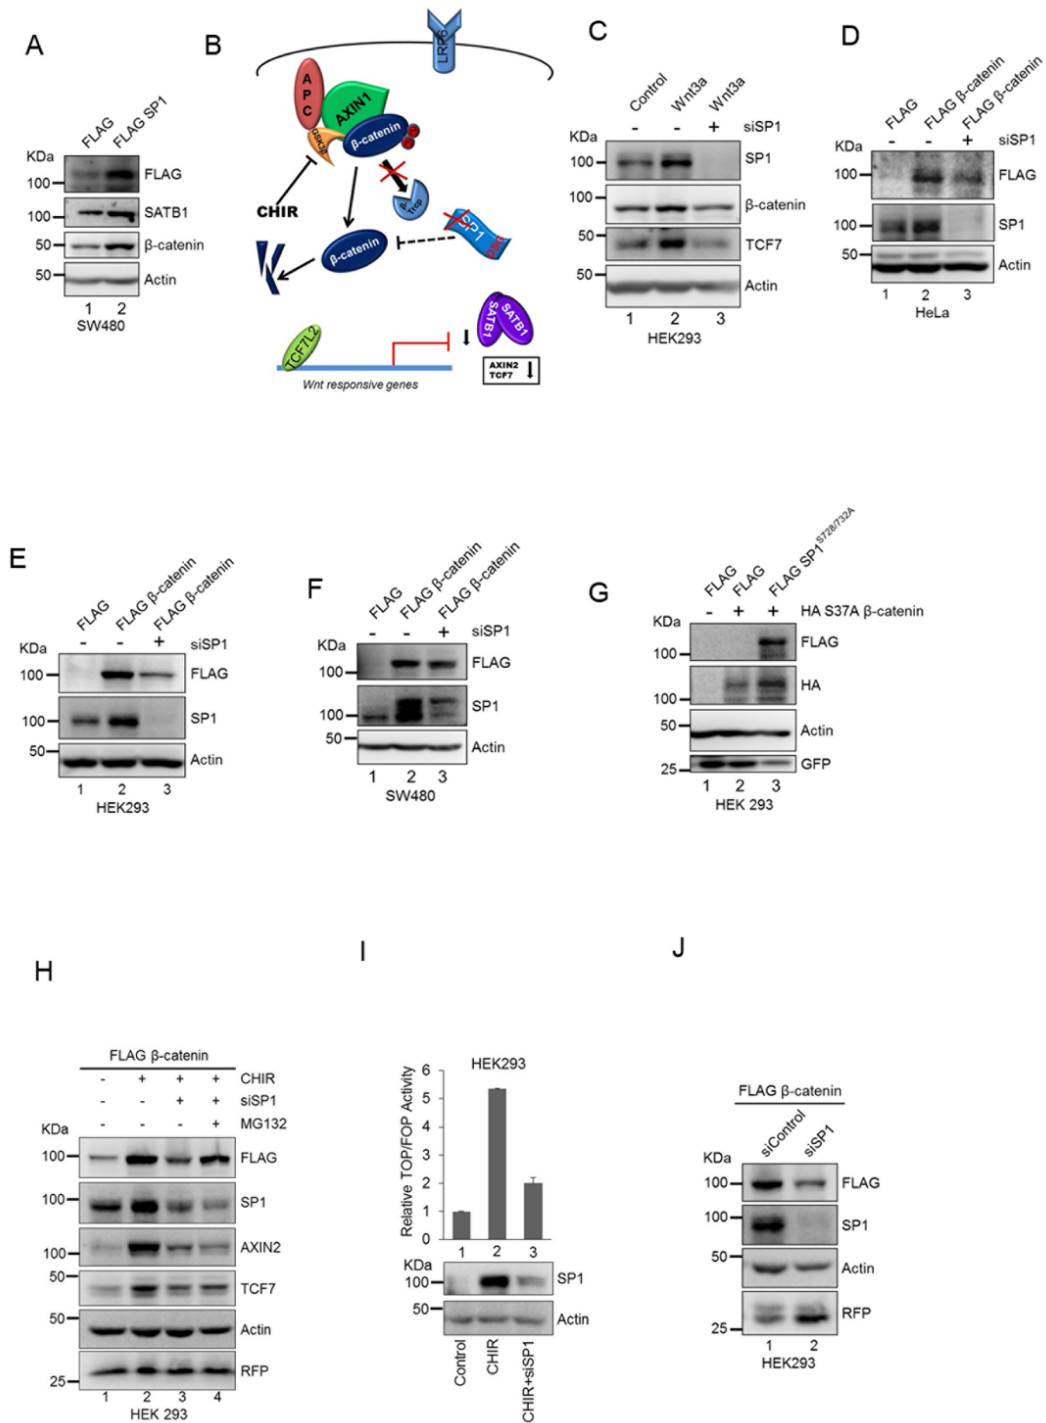 A
FLAG
FLAG SP1
KDa
100
FLAG
100
SATB1
50
β-catenin
50
Actin
1 2
SW480
B
LRP6
APC
AXIN1
GSK3β
β-catenin
P
P
β-Trcp
CHIR
β-catenin
SP1
DSG
SATB1
SATB1
TCF7L2
AXIN2
TCF7
Wnt responsive genes
C
Control
Wnt3a
Wnt3a
- - + siSP1
KDa
100
SP1
β-catenin
50
TCF7
50
Actin
1 2 3
HEK293
D
FLAG
FLAG β-catenin
FLAG β-catenin
- - + siSP1
KDa
100
FLAG
100
SP1
50
Actin
1 2 3
HeLa
E
FLAG
FLAG β-catenin
FLAG β-catenin
- - + siSP1
KDa
100
FLAG
100
SP1
50
Actin
1 2 3
HEK293
F
FLAG
FLAG β-catenin
FLAG β-catenin
- - + siSP1
KDa
100
FLAG
100
SP1
50
Actin
1 2 3
SW480
G
FLAG
FLAG
FLAG SP1S728/732A
- + + HA S37A β-catenin
KDa
100
FLAG
100
HA
50
Actin
25
GFP
1 2 3
HEK 293
H
FLAG β-catenin
- + + + CHIR
- - + + siSP1
- - - + MG132
KDa
100
FLAG
100
SP1
100
AXIN2
50
TCF7
50
Actin
25
RFP
1 2 3 4
HEK 293
I
HEK293
Relative TOP/FOP Activity
6
5
4
3
2
1
0
1 2 3
KDa
100
SP1
50
Actin
Control
CHIR
CHIR+siSP1
J
FLAG β-catenin
siControl
siSP1
KDa
100
FLAG
100
SP1
50
Actin
25
RFP
1 2
HEK293